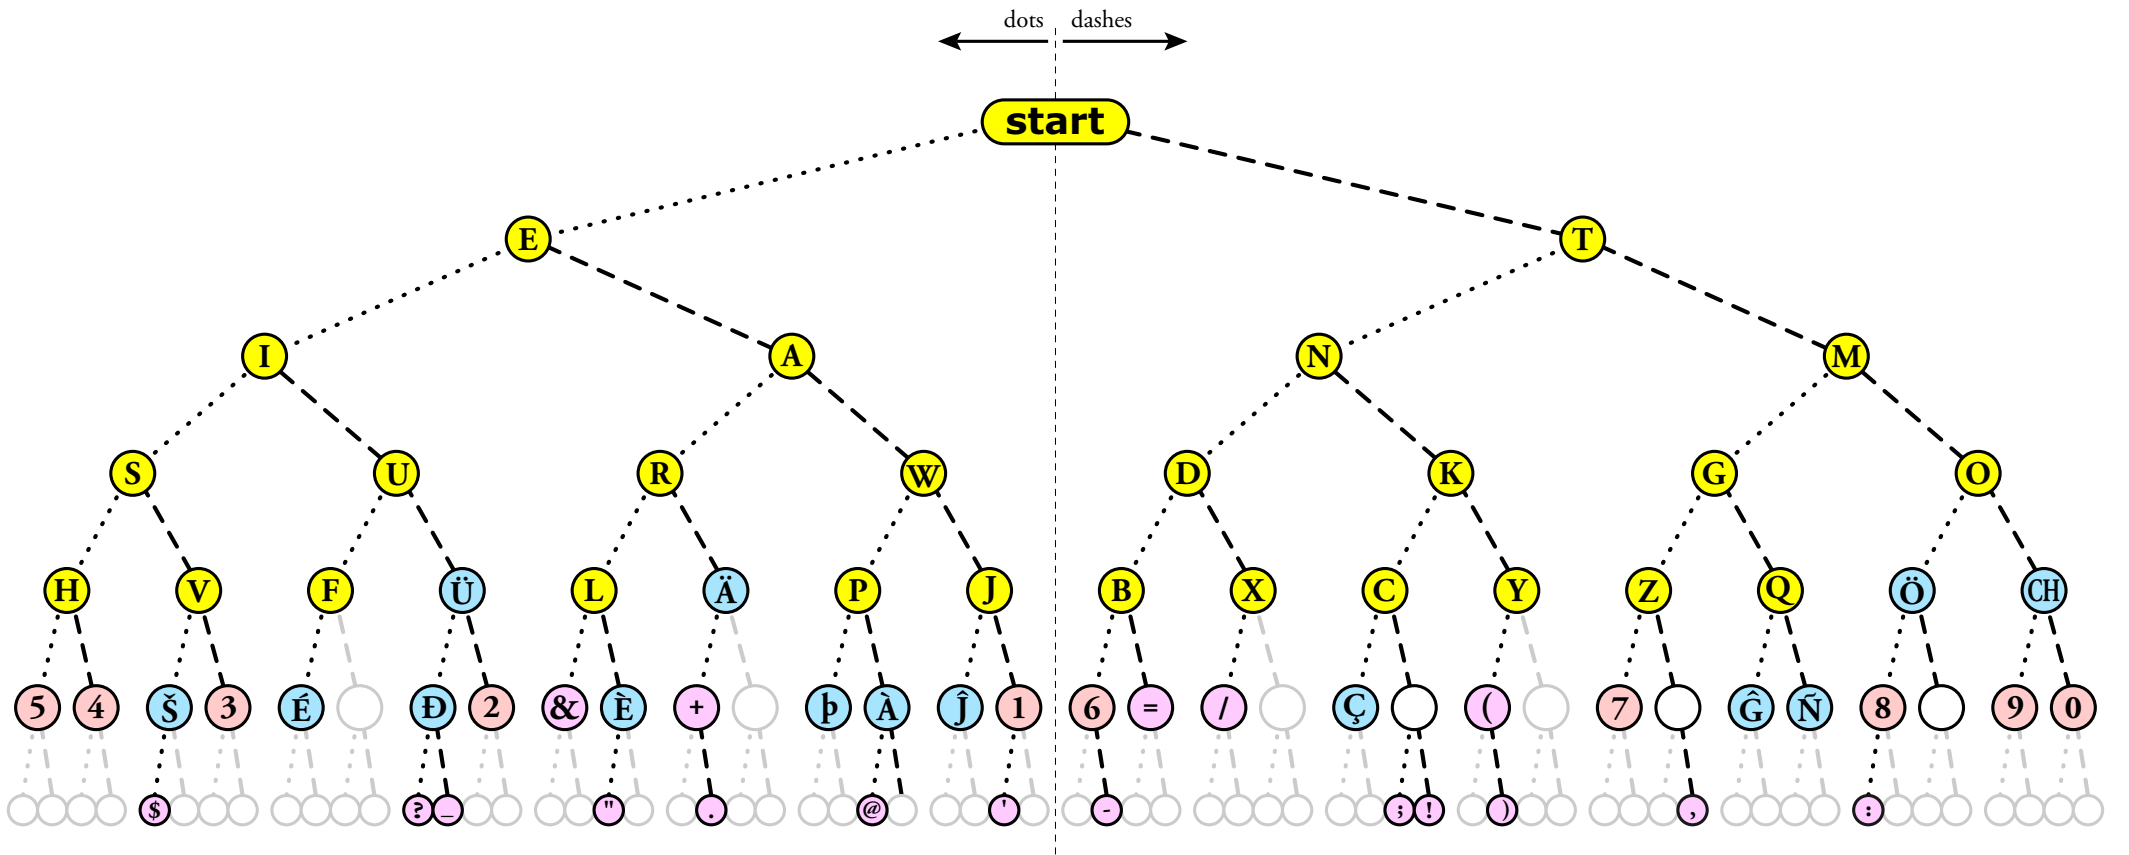 dots dashes
start
E T
I A N M
S U R W D K G O
H V F Ü L Ä P J B X C Y Z Q Ö CH
5 4 Š 3 É Đ 2 & È + þ À Ĵ 1 6 = / Ç ( 7 Ĝ Ñ 8 9 0
$ ? _ " . @ ' - ; ! ) , :